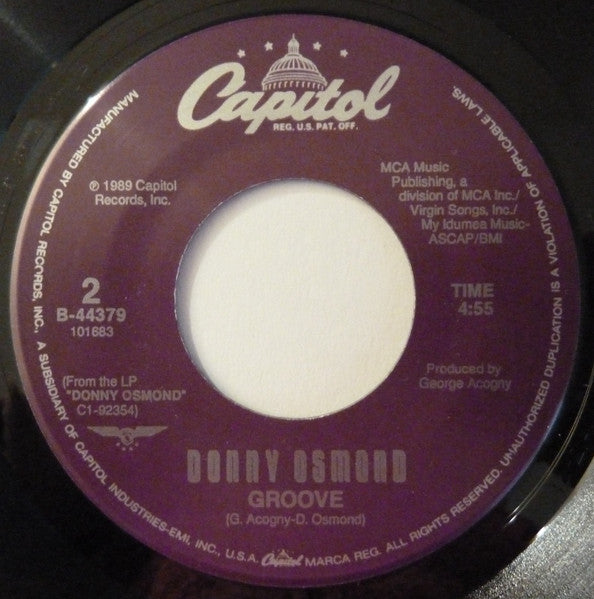 Capitol
REG. U.S. PAT. OFF.
MCA Music
Publishing, a
division of MCA Inc./
Virgin Songs, Inc./
My Idumea Music-
ASCAP/BMI
℗ 1989 Capitol
Records, Inc.
2
B-44379
101683
TIME
4:55
(From the LP
"DONNY OSMOND"
C1-92354)
Produced by
George Acogny
DONNY OSMOND
GROOVE
(G. Acogny-D. Osmond)
MANUFACTURED BY CAPITOL RECORDS, INC., A SUBSIDIARY OF CAPITOL INDUSTRIES-EMI, INC., U.S.A. Capitol MARCA REG. ALL RIGHTS RESERVED. UNAUTHORIZED DUPLICATION IS A VIOLATION OF APPLICABLE LAWS.